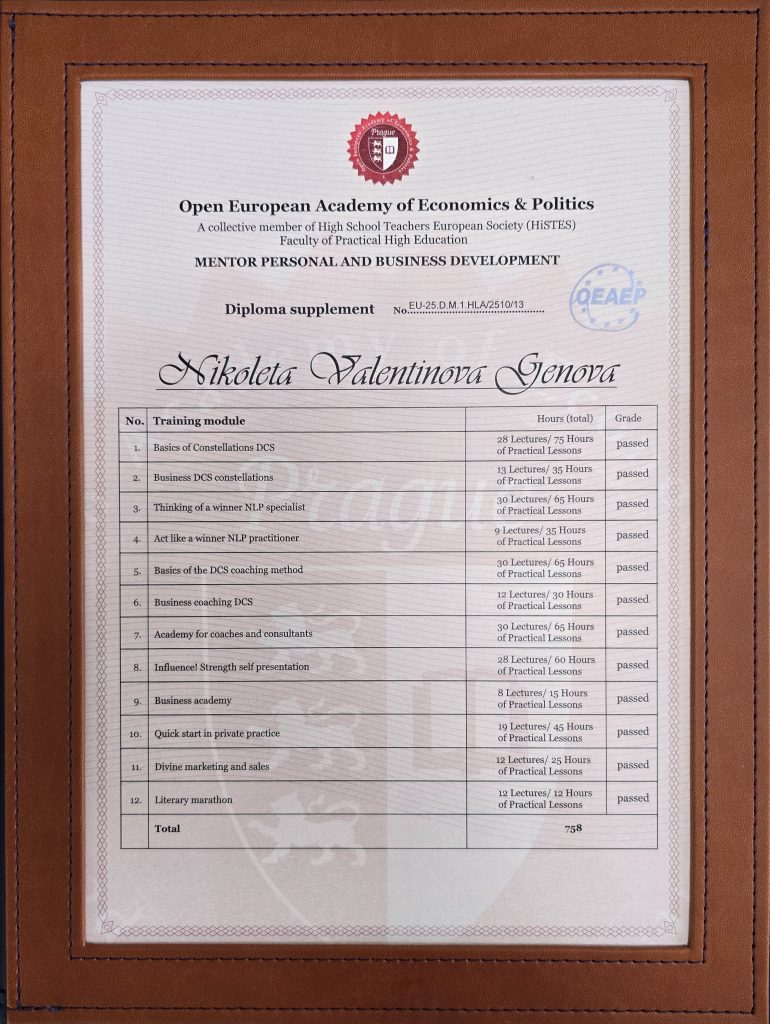 Open European Academy of Economics & Politics
Prague
Open European Academy of Economics & Politics
A collective member of High School Teachers European Society (HiSTES)
Faculty of Practical High Education
MENTOR PERSONAL AND BUSINESS DEVELOPMENT
OEAEP
Diploma supplement No. EU-25.D.M.1.HLA/2510/13
Nikoleta Valentinova Genova
No. Training module Hours (total) Grade
1. Basics of Constellations DCS 28 Lectures/ 75 Hours
of Practical Lessons passed
2. Business DCS constellations 13 Lectures/ 35 Hours
of Practical Lessons passed
3. Thinking of a winner NLP specialist 30 Lectures/ 65 Hours
of Practical Lessons passed
4. Act like a winner NLP practitioner 9 Lectures/ 35 Hours
of Practical Lessons passed
5. Basics of the DCS coaching method 30 Lectures/ 65 Hours
of Practical Lessons passed
6. Business coaching DCS 12 Lectures/ 30 Hours
of Practical Lessons passed
7. Academy for coaches and consultants 30 Lectures/ 65 Hours
of Practical Lessons passed
8. Influence! Strength self presentation 28 Lectures/ 60 Hours
of Practical Lessons passed
9. Business academy 8 Lectures/ 15 Hours
of Practical Lessons passed
10. Quick start in private practice 19 Lectures/ 45 Hours
of Practical Lessons passed
11. Divine marketing and sales 12 Lectures/ 25 Hours
of Practical Lessons passed
12. Literary marathon 12 Lectures/ 12 Hours
of Practical Lessons passed
Total 758